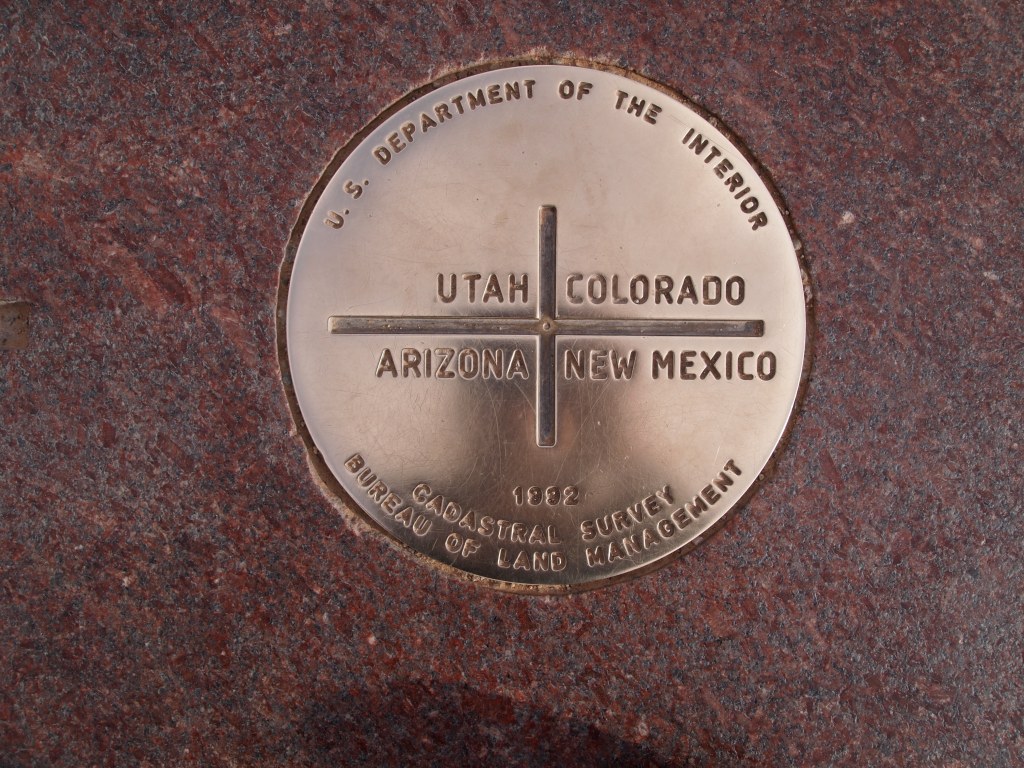 U. S. DEPARTMENT OF THE INTERIOR
UTAH COLORADO
ARIZONA NEW MEXICO
1992
CADASTRAL SURVEY
BUREAU OF LAND MANAGEMENT